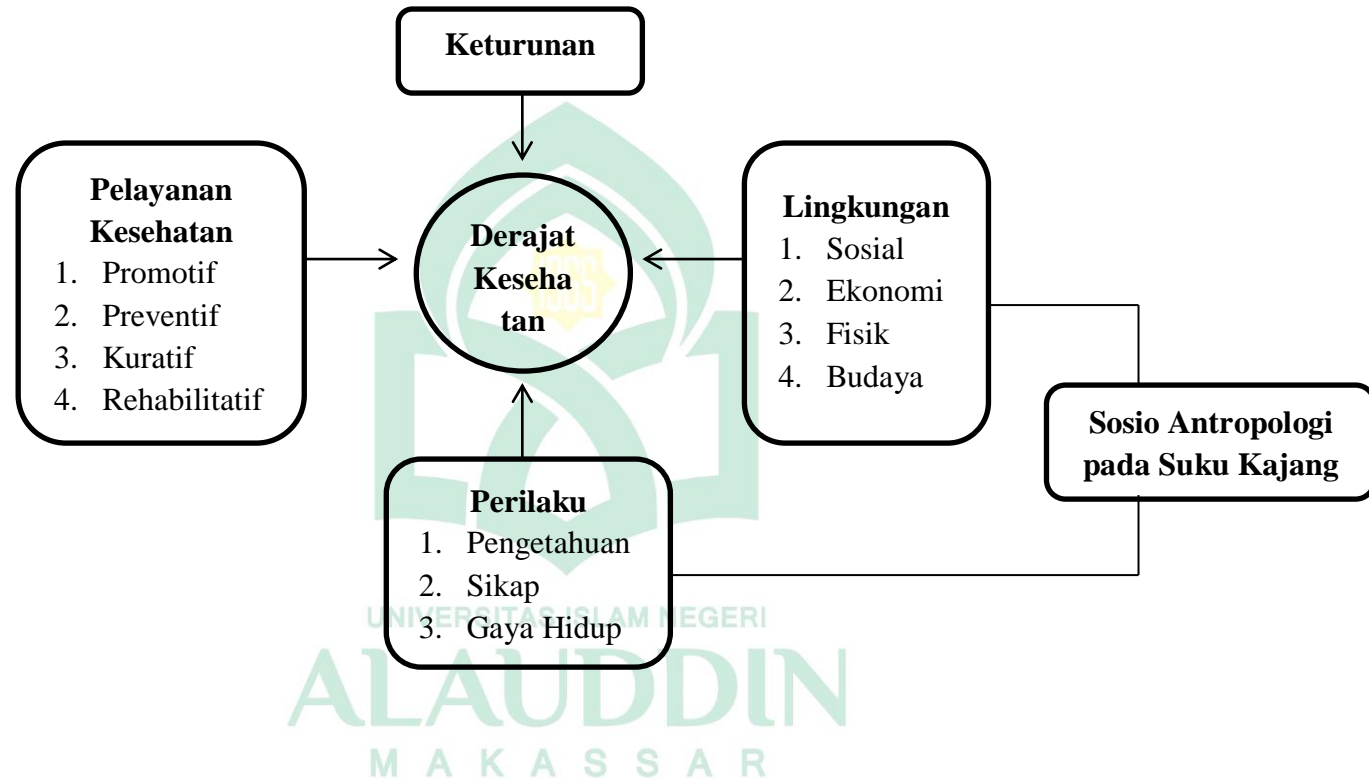 Keturunan
Pelayanan
Kesehatan
1. Promotif
2. Preventif
3. Kuratif
4. Rehabilitatif
Derajat
Keseha
tan
Lingkungan
1. Sosial
2. Ekonomi
3. Fisik
4. Budaya
Sosio Antropologi
pada Suku Kajang
Perilaku
1. Pengetahuan
2. Sikap
3. Gaya Hidup
UNIVERSITAS ISLAM NEGERI
ALAUDDIN
MAKASSAR